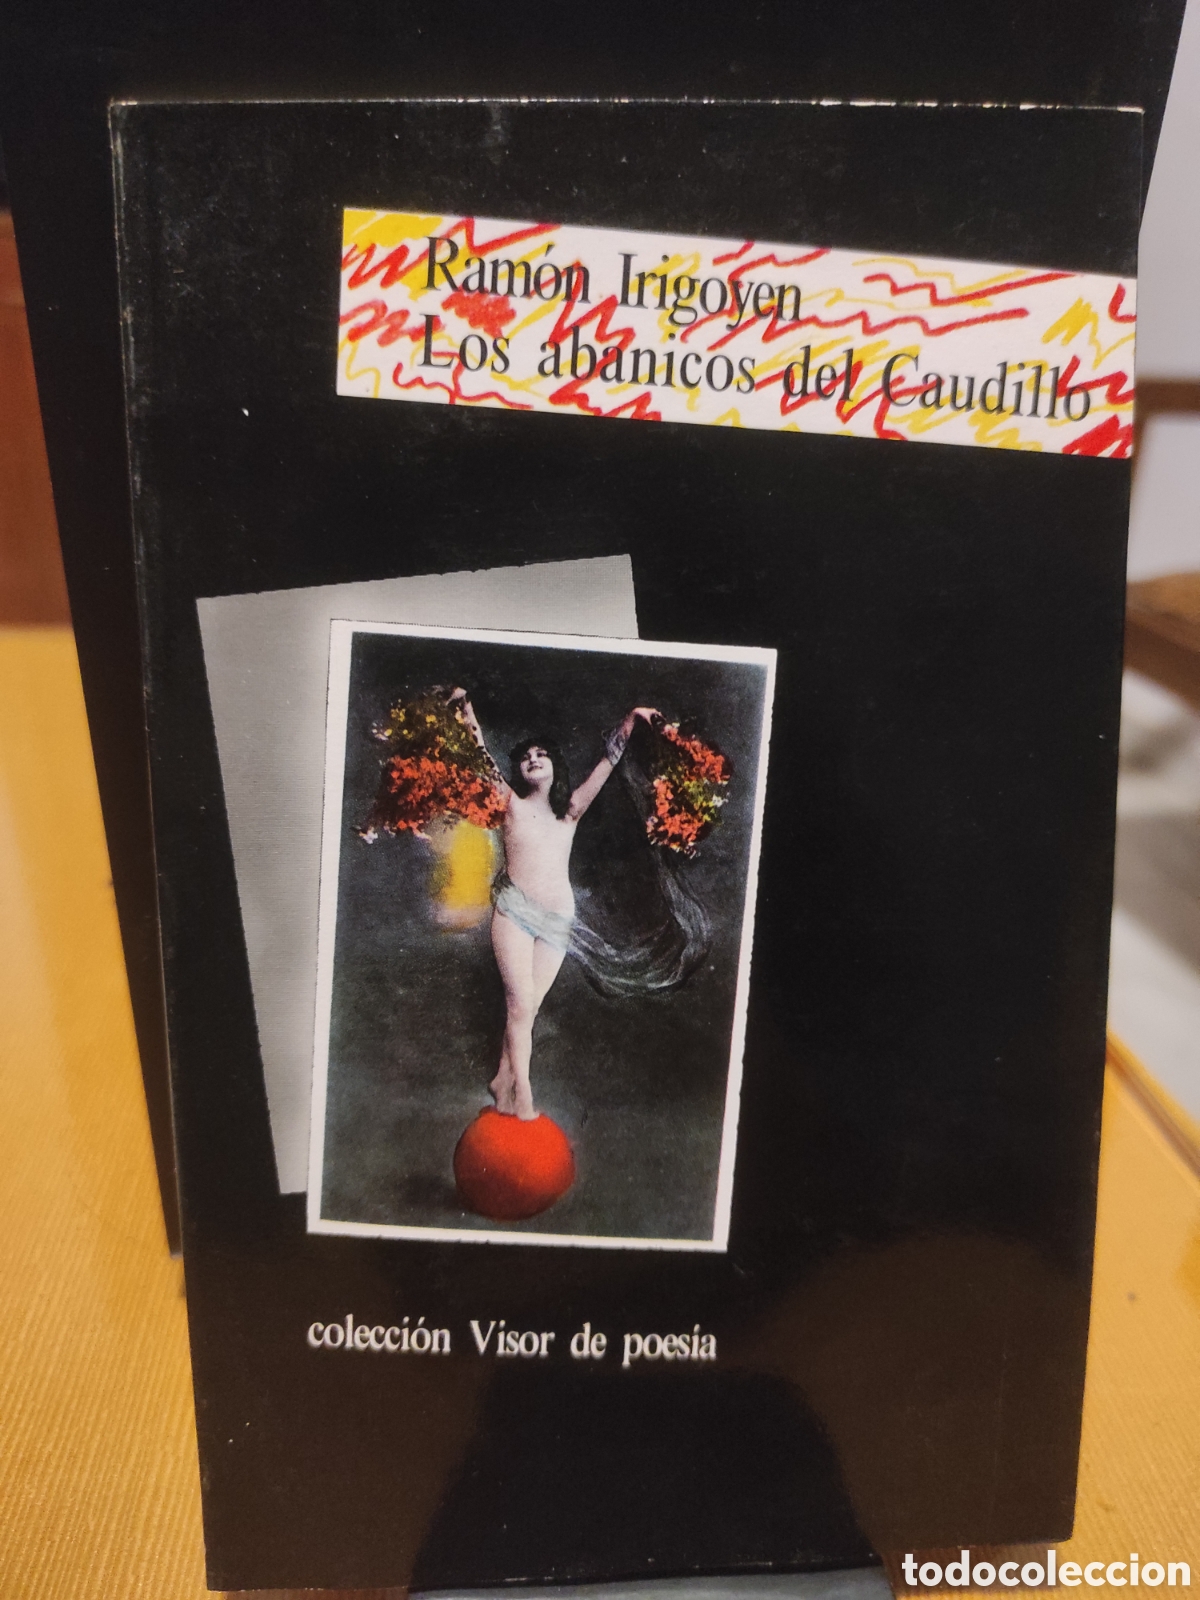 Ramón Irigoyen
Los abanicos del Caudillo
colección Visor de poesía
todocoleccion